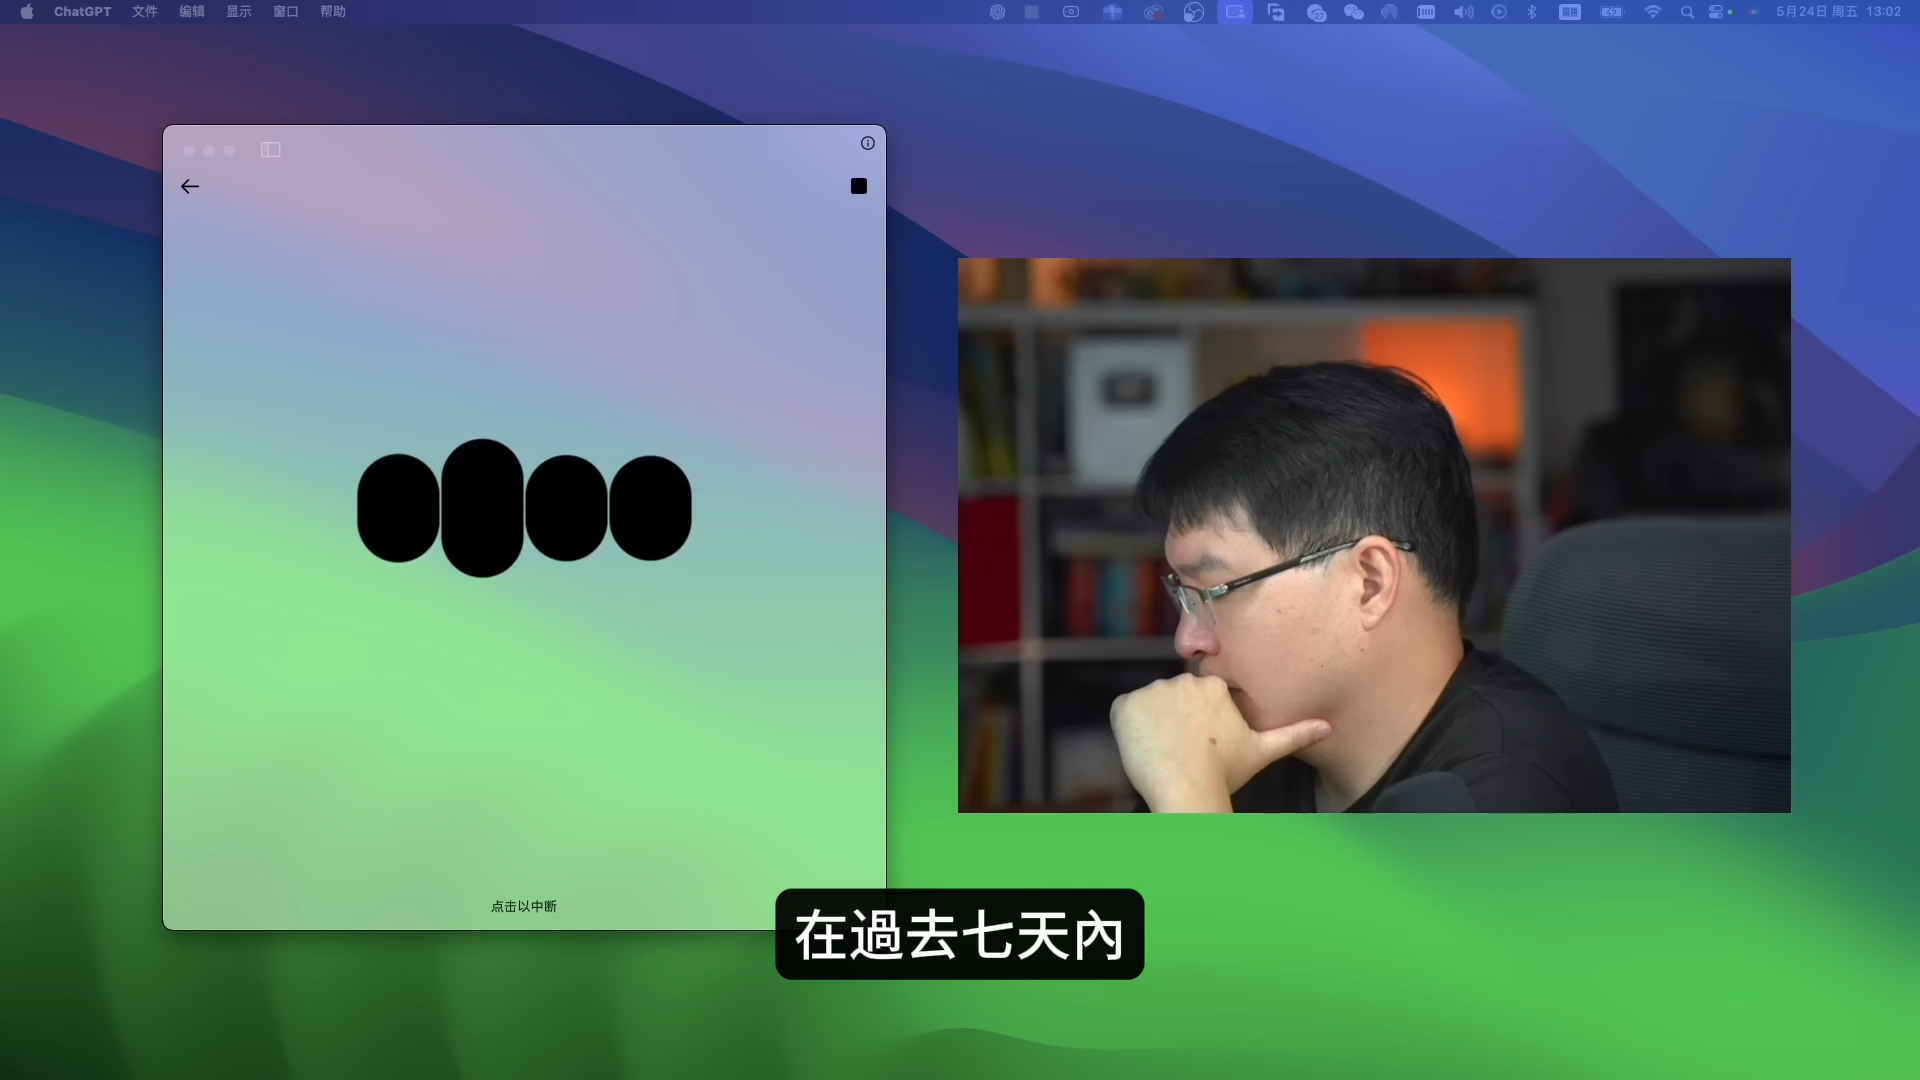 ChatGPT 文件 编辑 显示 窗口 帮助 5月24日 周五 13:02
点击以中断
在過去七天內